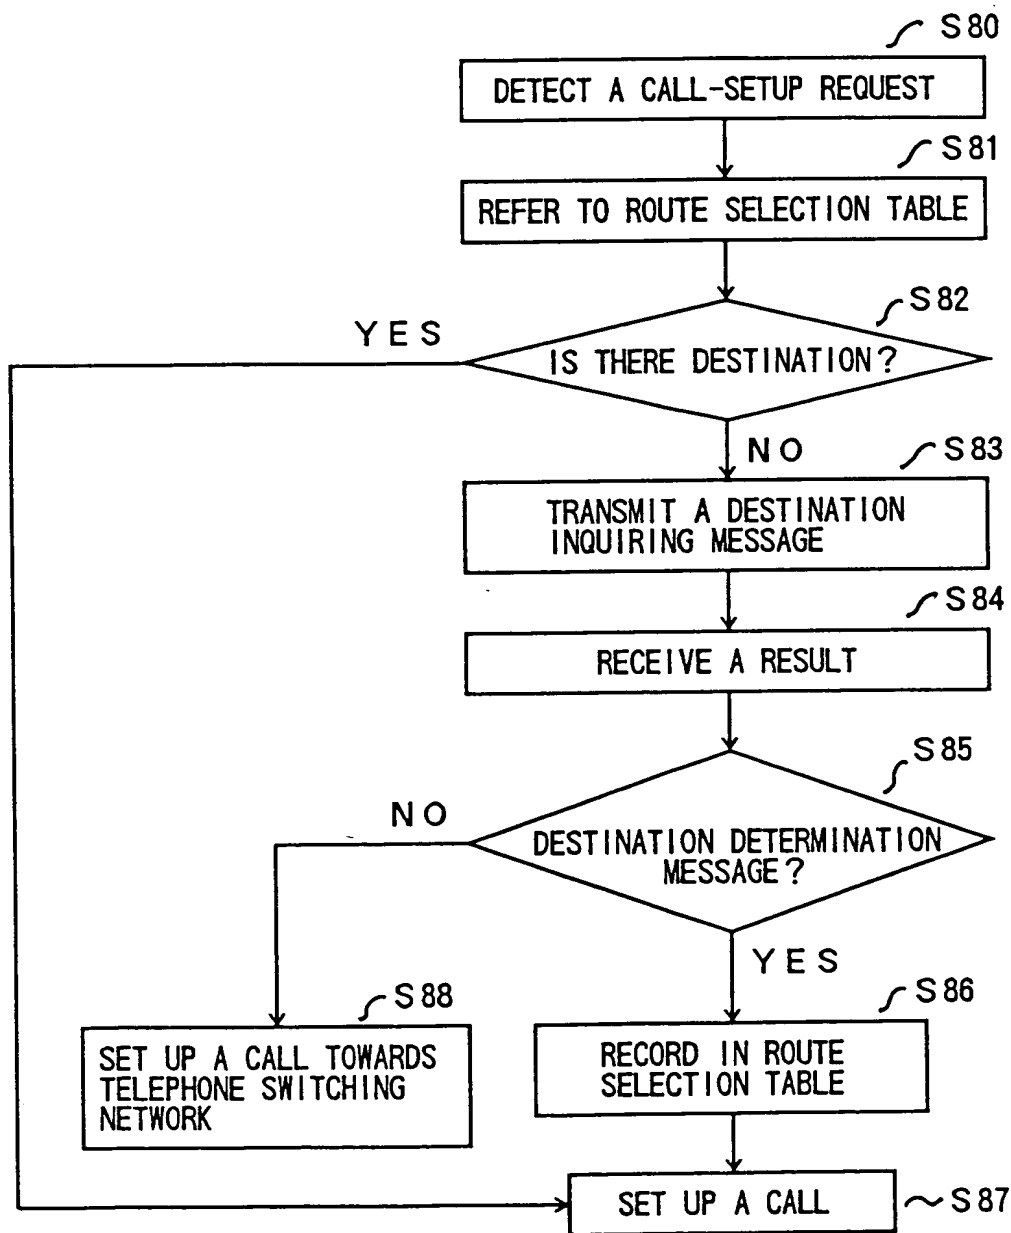 S80
DETECT A CALL-SETUP REQUEST
S81
REFER TO ROUTE SELECTION TABLE
S82
YES
IS THERE DESTINATION?
NO
S83
TRANSMIT A DESTINATION
INQUIRING MESSAGE
S84
RECEIVE A RESULT
S85
NO
DESTINATION DETERMINATION
MESSAGE?
YES
S88
SET UP A CALL TOWARDS
TELEPHONE SWITCHING
NETWORK
S86
RECORD IN ROUTE
SELECTION TABLE
SET UP A CALL
S87